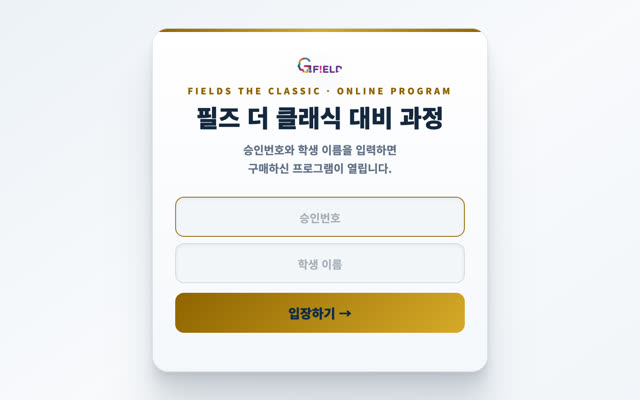 GFIELD
FIELDS THE CLASSIC · ONLINE PROGRAM
필즈 더 클래식 대비 과정
승인번호와 학생 이름을 입력하면
구매하신 프로그램이 열립니다.
승인번호
학생 이름
입장하기 →